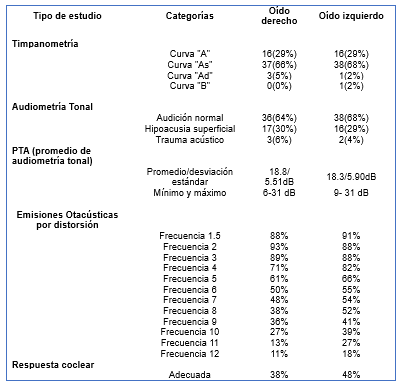 Tipo de estudio Categorías Oído derecho Oído izquierdo
Timpanometría
Curva "A" 16(29%) 16(29%)
Curva "As" 37(66%) 38(68%)
Curva "Ad" 3(5%) 1(2%)
Curva "B" 0(0%) 1(2%)
Audiometría Tonal
Audición normal 36(64%) 38(68%)
Hipoacusia superficial 17(30%) 16(29%)
Trauma acústico 3(6%) 2(4%)
PTA (promedio de audiometría tonal)
Promedio/desviación estándar 18.8/ 5.51dB 18.3/5.90dB
Mínimo y máximo 6-31 dB 9- 31 dB
Emisiones Otacústicas por distorsión
Frecuencia 1.5 88% 91%
Frecuencia 2 93% 88%
Frecuencia 3 89% 88%
Frecuencia 4 71% 82%
Frecuencia 5 61% 66%
Frecuencia 6 50% 55%
Frecuencia 7 48% 54%
Frecuencia 8 38% 52%
Frecuencia 9 36% 41%
Frecuencia 10 27% 39%
Frecuencia 11 13% 27%
Frecuencia 12 11% 18%
Respuesta coclear
Adecuada 38% 48%